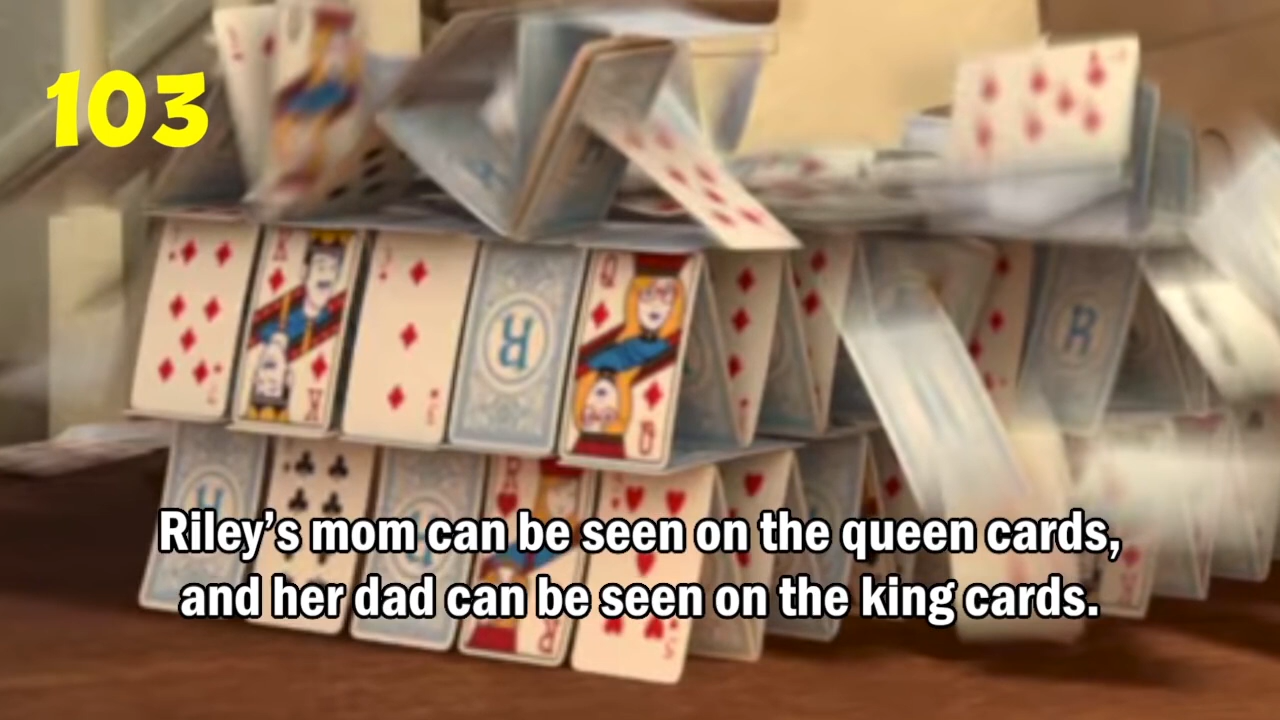 103
K
Q
R
R
K
Q
R
Riley's mom can be seen on the queen cards,
and her dad can be seen on the king cards.